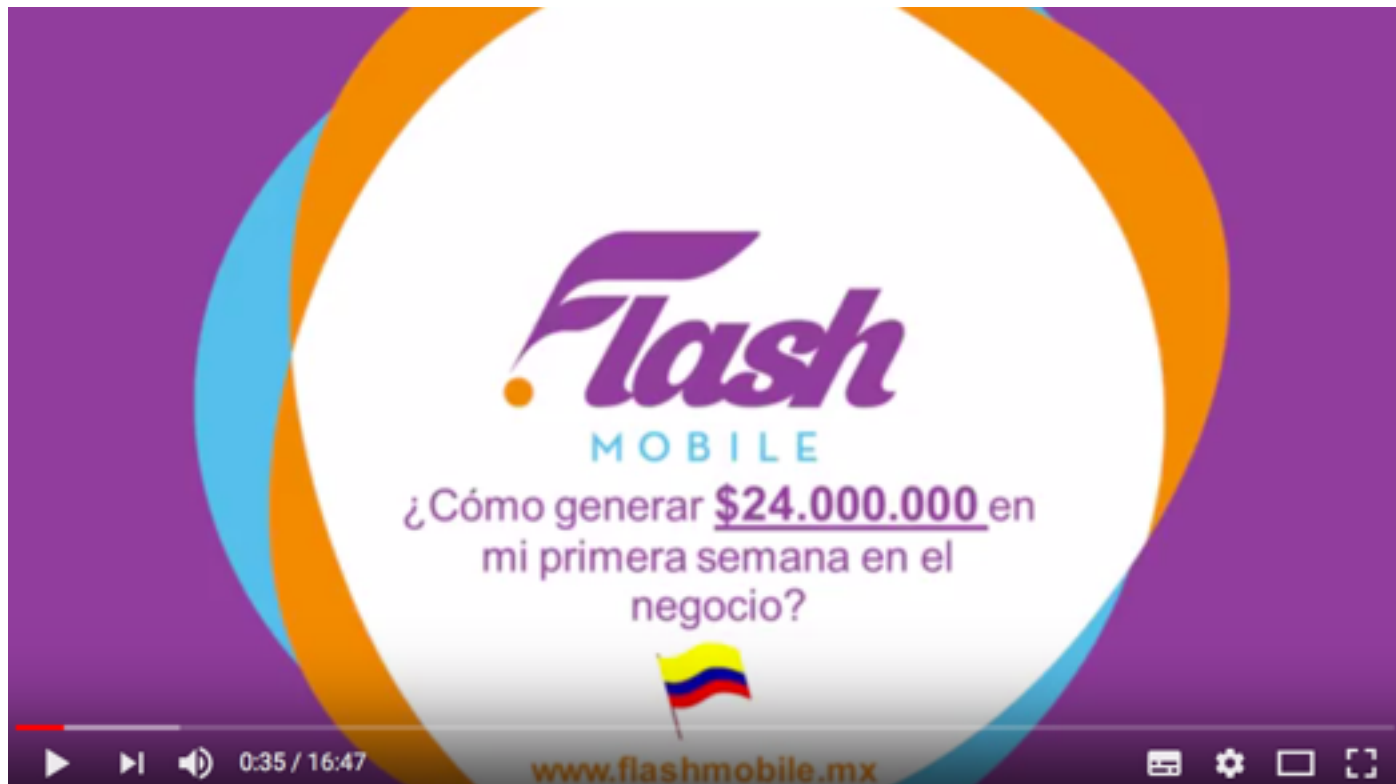 Flash
MOBILE
¿Cómo generar $24.000.000 en
mi primera semana en el
negocio?
www.flashmobile.mx
0:35 / 16:47